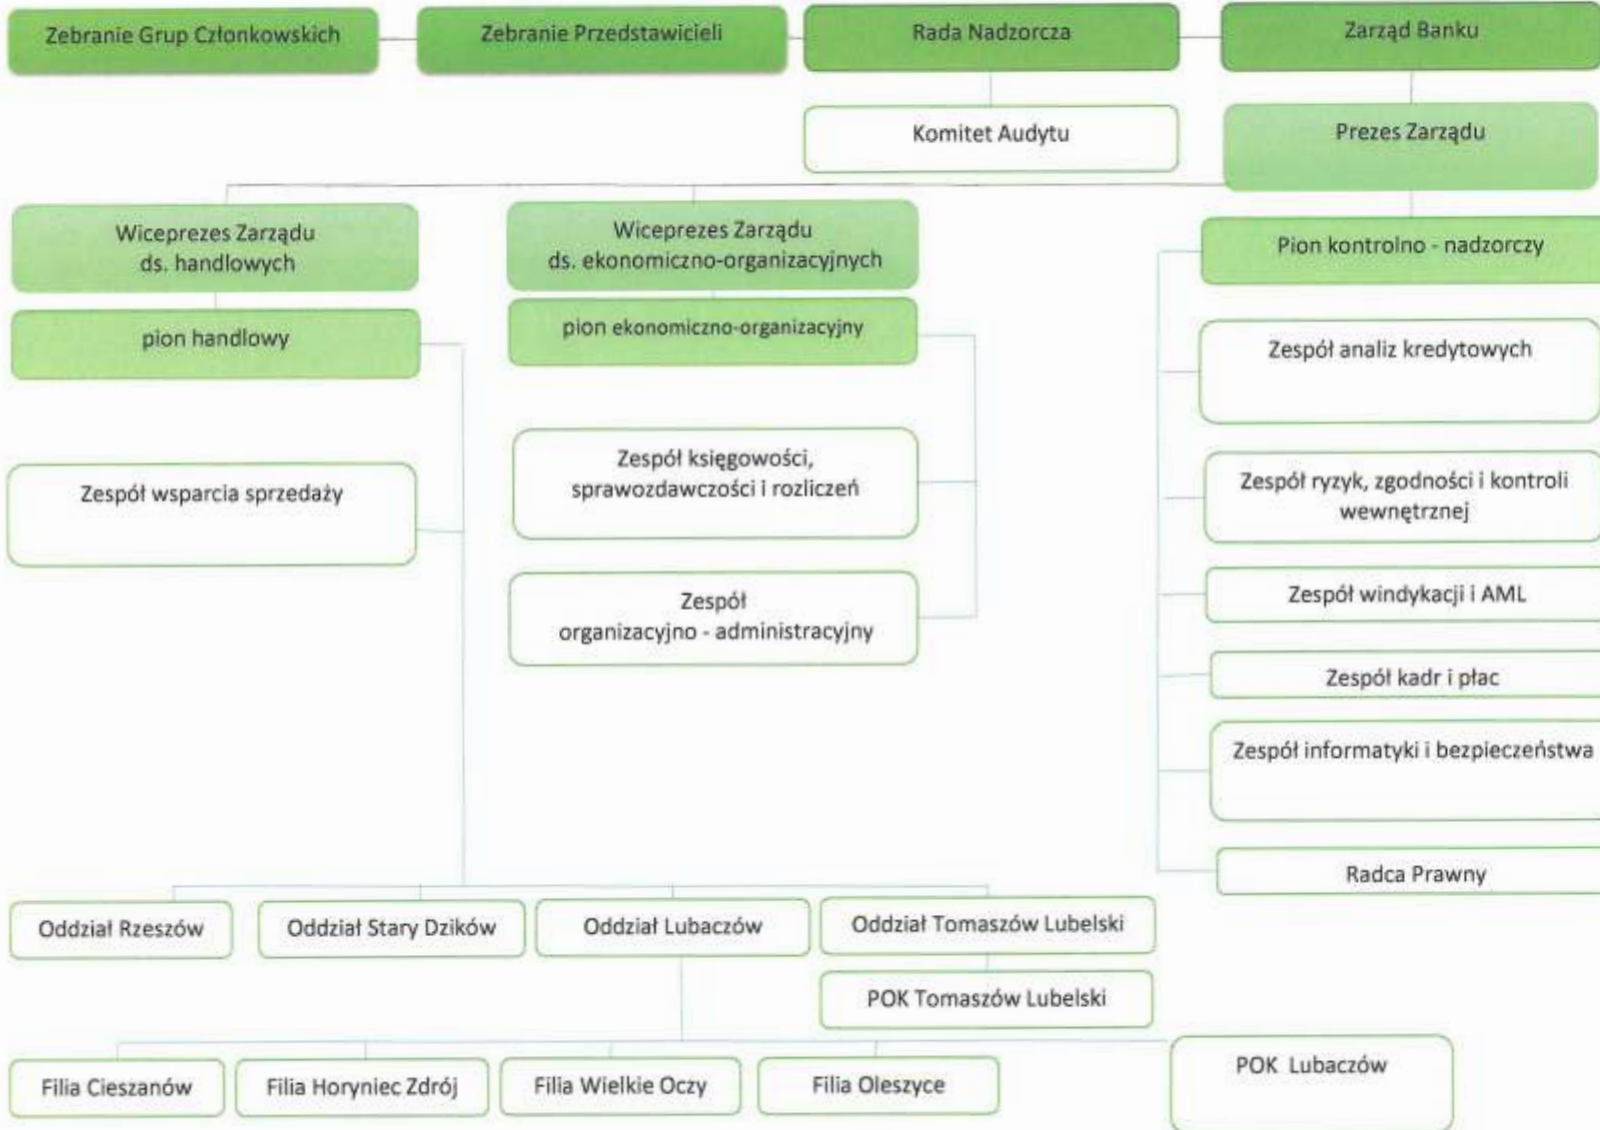 Zebranie Grup Członkowskich
Zebranie Przedstawicieli
Rada Nadzorcza
Zarząd Banku
Komitet Audytu
Prezes Zarządu
Wiceprezes Zarządu
ds. handlowych
Wiceprezes Zarządu
ds. ekonomiczno-organizacyjnych
Pion kontrolno - nadzorczy
pion handlowy
pion ekonomiczno-organizacyjny
Zespół analiz kredytowych
Zespół wsparcia sprzedaży
Zespół księgowości,
sprawozdawczości i rozliczeń
Zespół ryzyk, zgodności i kontroli
wewnętrznej
Zespół
organizacyjno - administracyjny
Zespół windykacji i AML
Zespół kadr i płac
Zespół informatyki i bezpieczeństwa
Radca Prawny
Oddział Rzeszów
Oddział Stary Dzików
Oddział Lubaczów
Oddział Tomaszów Lubelski
POK Tomaszów Lubelski
Filia Cieszanów
Filia Horyniec Zdrój
Filia Wielkie Oczy
Filia Oleszyce
POK Lubaczów